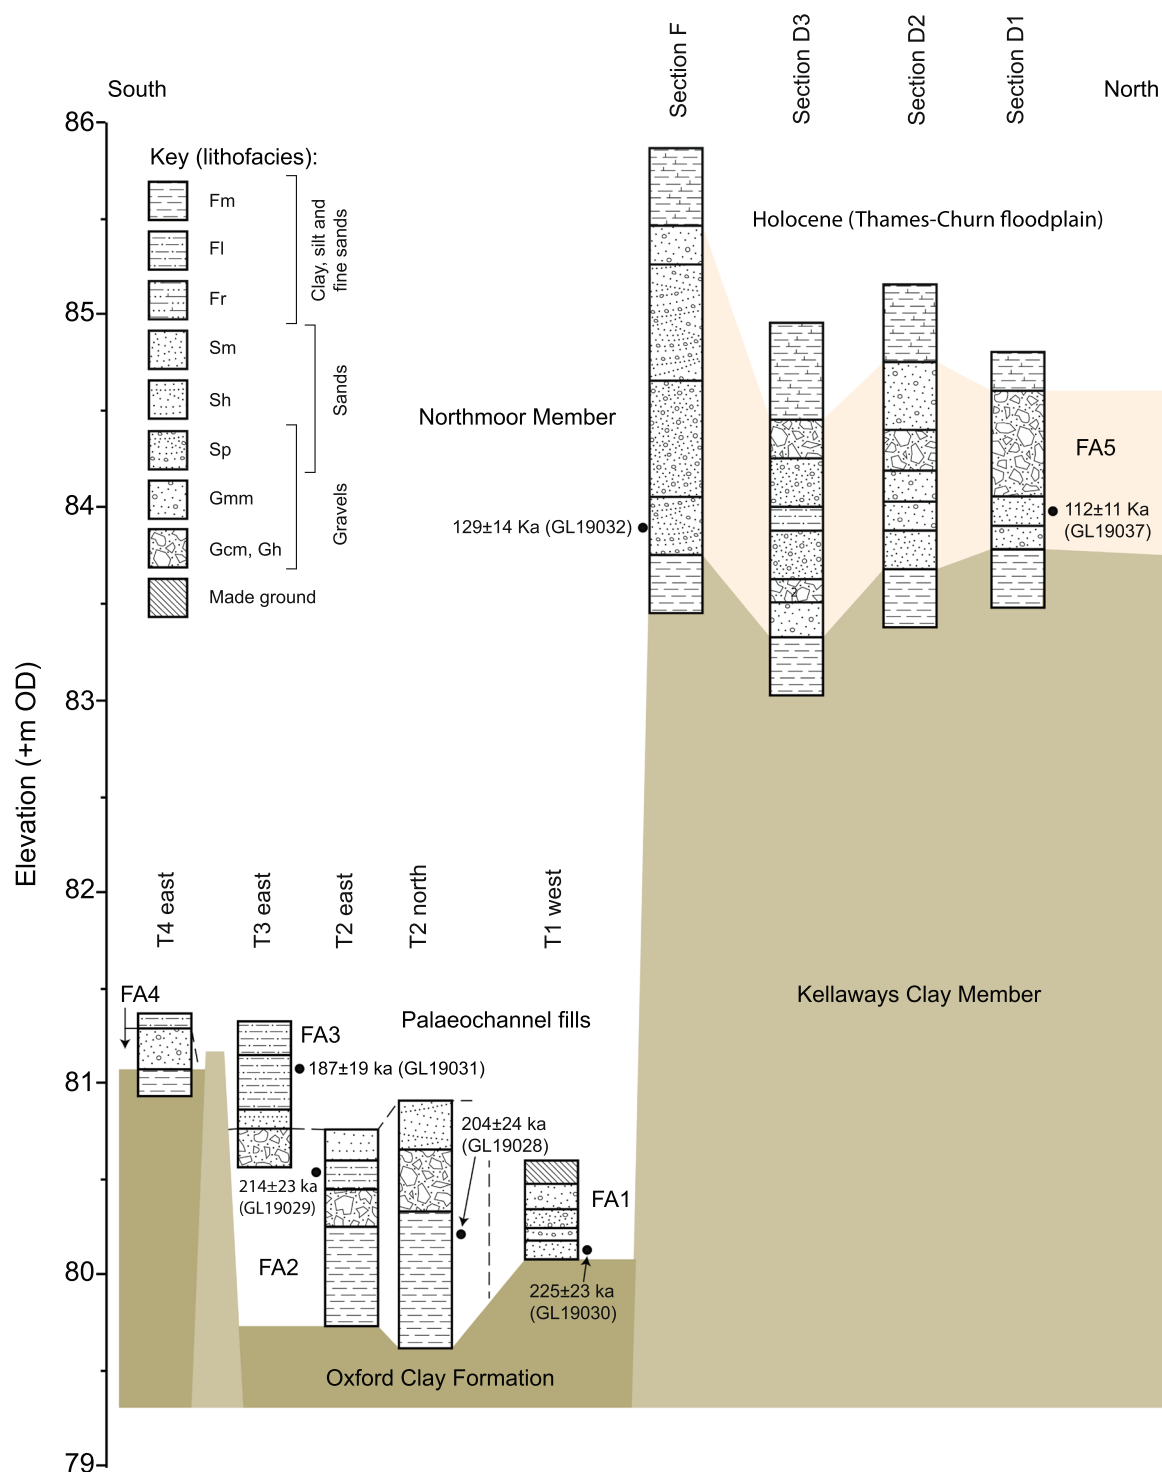 South
Section F
Section D3
Section D2
Section D1
North
86
85
84
83
82
81
80
79
Elevation (+m OD)
Key (lithofacies):
Fm
Fl
Fr
Sm
Sh
Sp
Gmm
Gcm, Gh
Made ground
Clay, silt and
fine sands
Sands
Gravels
Holocene (Thames-Churn floodplain)
Northmoor Member
FA5
129±14 Ka (GL19032)
112±11 Ka
(GL19037)
?
T4 east
T3 east
T2 east
T2 north
T1 west
Kellaways Clay Member
FA4
FA3
Palaeochannel fills
187±19 ka (GL19031)
204±24 ka
(GL19028)
214±23 ka
(GL19029)
FA1
FA2
225±23 ka
(GL19030)
Oxford Clay Formation